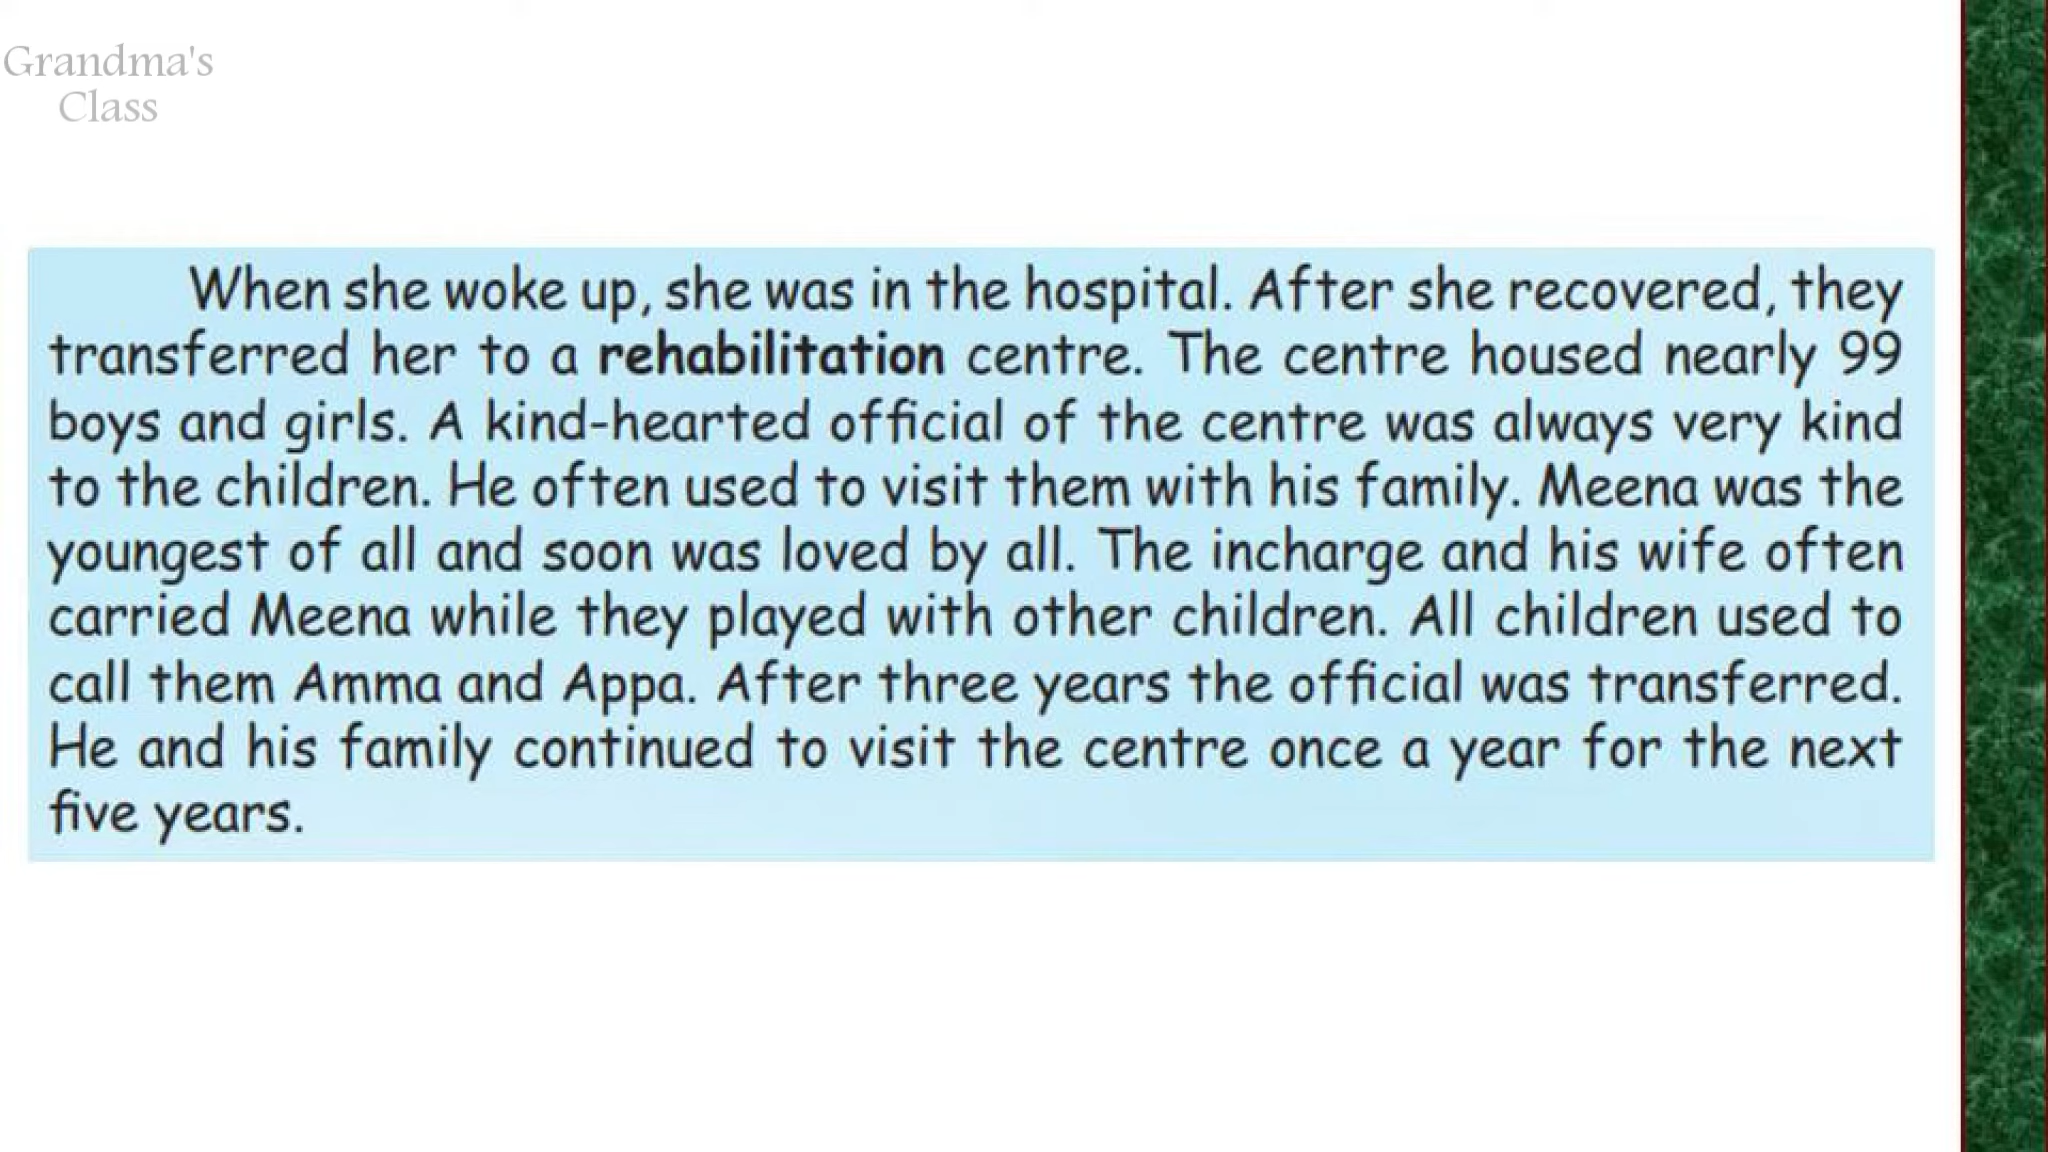 Grandma's
Class
When she woke up, she was in the hospital. After she recovered, they
transferred her to a rehabilitation centre. The centre housed nearly 99
boys and girls. A kind-hearted official of the centre was always very kind
to the children. He often used to visit them with his family. Meena was the
youngest of all and soon was loved by all. The incharge and his wife often
carried Meena while they played with other children. All children used to
call them Amma and Appa. After three years the official was transferred.
He and his family continued to visit the centre once a year for the next
five years.